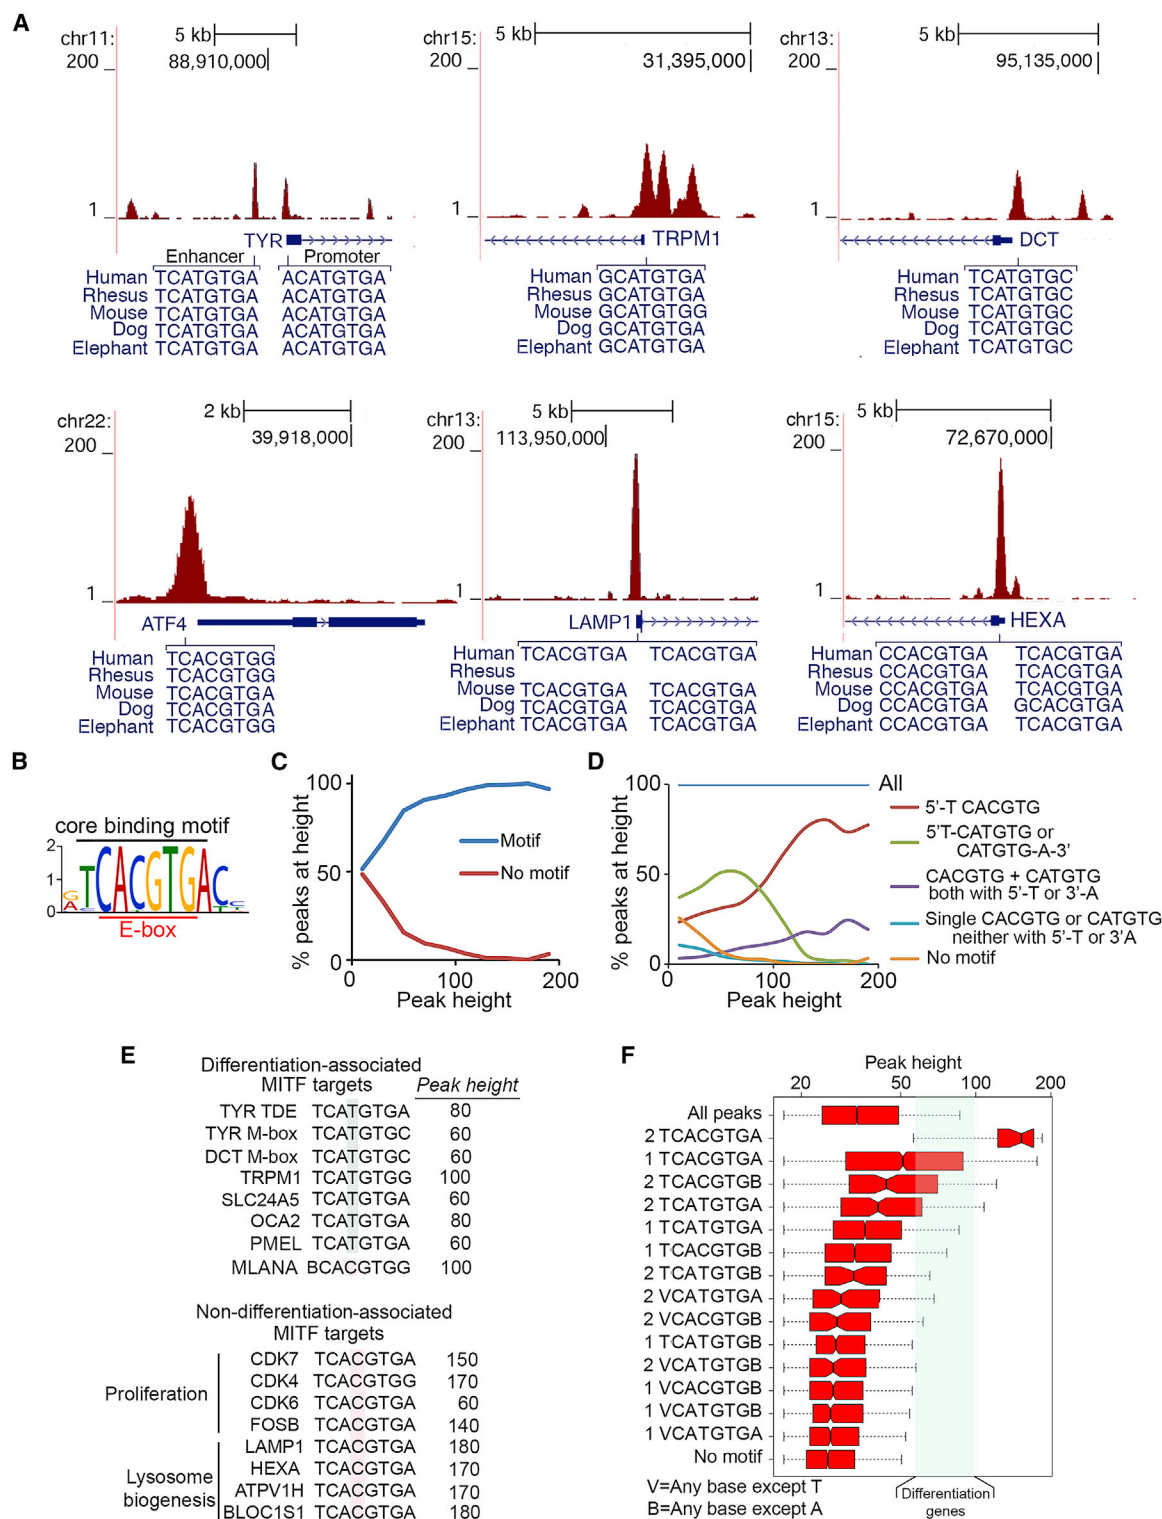 A
chr11:
5 kb
200
88,910,000
1
TYR
Enhancer
Promoter
Human TCATGTGA ACATGTGA
Rhesus TCATGTGA ACATGTGA
Mouse TCATGTGA ACATGTGA
Dog TCATGTGA ACATGTGA
Elephant TCATGTGA ACATGTGA
chr15:
5 kb
200
31,395,000
1
TRPM1
Human GCATGTGA
Rhesus GCATGTGA
Mouse GCATGTGG
Dog GCATGTGA
Elephant GCATGTGA
chr13:
5 kb
200
95,135,000
1
DCT
Human TCATGTGC
Rhesus TCATGTGC
Mouse TCATGTGC
Dog TCATGTGC
Elephant TCATGTGC
chr22:
2 kb
200
39,918,000
1
ATF4
Human TCACGTGG
Rhesus TCACGTGG
Mouse TCACGTGA
Dog TCACGTGA
Elephant TCACGTGG
chr13:
5 kb
200
113,950,000
1
LAMP1
Human TCACGTGA TCACGTGA
Rhesus
Mouse TCACGTGA TCACGTGA
Dog TCACGTGA TCACGTGA
Elephant TCACGTGA TCACGTGA
chr15:
5 kb
200
72,670,000
1
HEXA
Human CCACGTGA TCACGTGA
Rhesus CCACGTGA TCACGTGA
Mouse CCACGTGA TCACGTGA
Dog CCACGTGA GCACGTGA
Elephant CCACGTGA TCACGTGA
B
core binding motif
2
1
0
TCACGTGAC
E-box
C
% peaks at height
100
50
0
0 100 200
Peak height
Motif
No motif
D
% peaks at height
100
50
0
0 100 200
Peak height
All
5'-T CACGTG
5'T-CATGTG or
CATGTG-A-3'
CACGTG + CATGTG
both with 5'-T or 3'-A
Single CACGTG or CATGTG
neither with 5'-T or 3'A
No motif
E
Differentiation-associated
MITF targets Peak height
TYR TDE TCATGTGA 80
TYR M-box TCATGTGC 60
DCT M-box TCATGTGC 60
TRPM1 TCATGTGG 100
SLC24A5 TCATGTGA 60
OCA2 TCATGTGA 80
PMEL TCATGTGA 60
MLANA BCACGTGG 100
Non-differentiation-associated
MITF targets
Proliferation
CDK7 TCACGTGA 150
CDK4 TCACGTGG 170
CDK6 TCACGTGA 60
FOSB TCACGTGA 140
Lysosome
biogenesis
LAMP1 TCACGTGA 180
HEXA TCACGTGA 170
ATPV1H TCACGTGA 170
BLOC1S1 TCACGTGA 180
F
Peak height
20 50 100 200
All peaks
2 TCACGTGA
1 TCACGTGA
2 TCACGTGB
2 TCATGTGA
1 TCATGTGA
1 TCACGTGB
2 TCATGTGB
2 VCATGTGA
2 VCACGTGB
1 TCATGTGB
2 VCATGTGB
1 VCACGTGB
1 VCATGTGB
1 VCATGTGA
No motif
V=Any base except T
B=Any base except A
Differentiation
genes